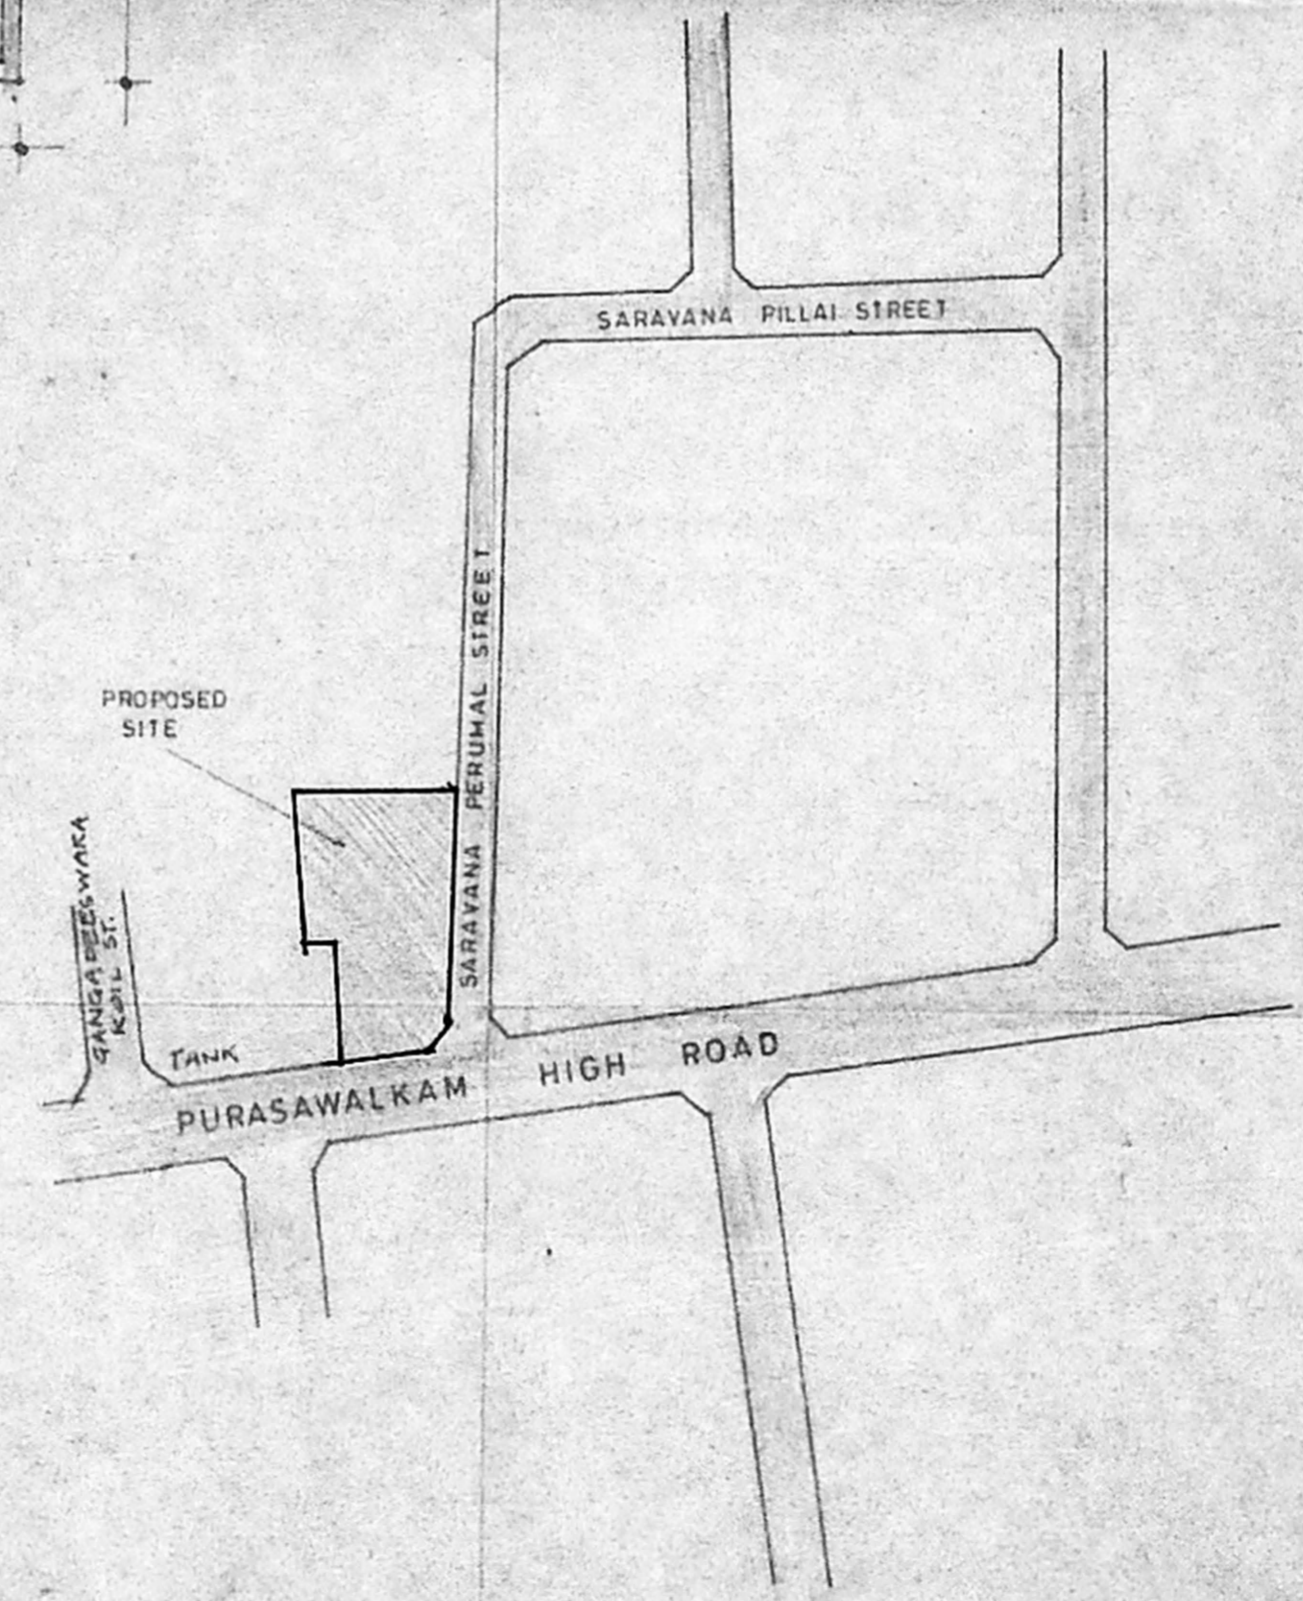 SARAVANA PILLAI STREET
SARAVANA PERUMAL STREET
PROPOSED
SITE
GANGADEESWARA
KOIL ST.
TANK
PURASAWALKAM HIGH ROAD